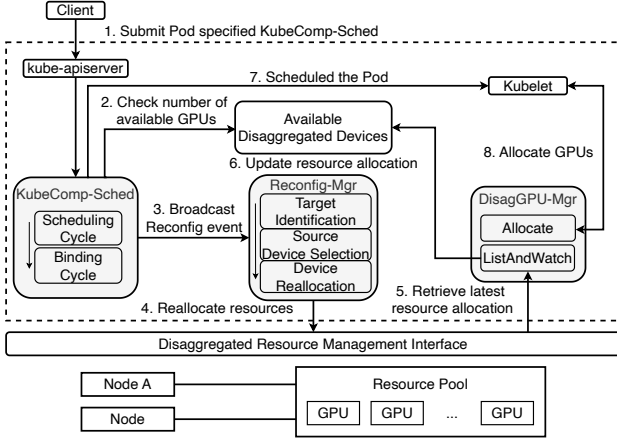 Client
1. Submit Pod specified KubeComp-Sched
kube-apiserver
7. Scheduled the Pod
Kubelet
2. Check number of
available GPUs
Available
Disaggregated Devices
8. Allocate GPUs
6. Update resource allocation
KubeComp-Sched
Scheduling
Cycle
Binding
Cycle
3. Broadcast
Reconfig event
Reconfig-Mgr
Target
Identification
Source
Device Selection
Device
Reallocation
DisagGPU-Mgr
Allocate
ListAndWatch
4. Reallocate resources
5. Retrieve latest
resource allocation
Disaggregated Resource Management Interface
Node A
Node
Resource Pool
GPU
GPU
...
GPU